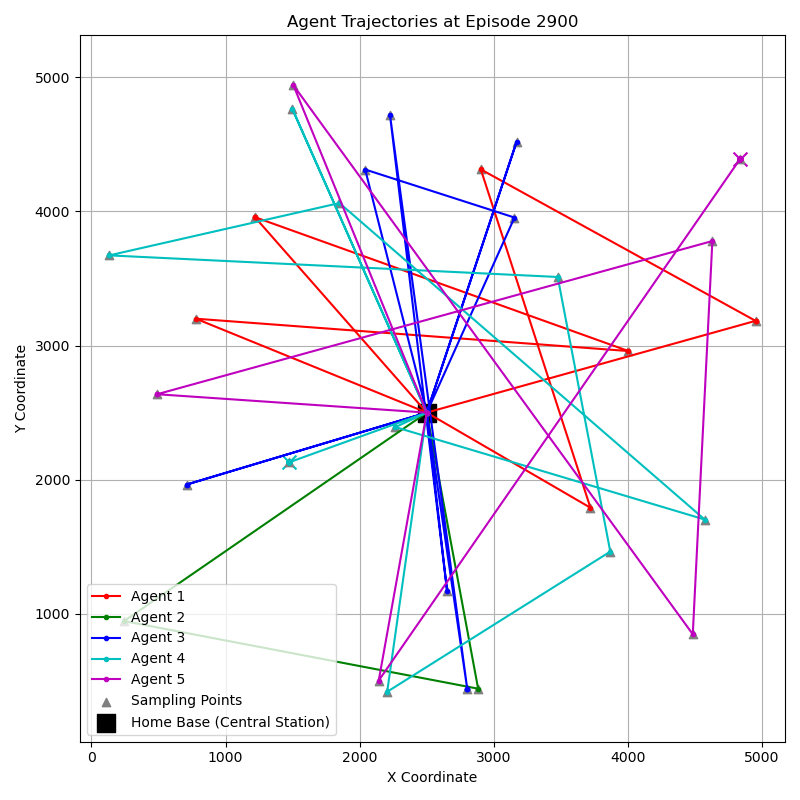 Agent Trajectories at Episode 2900
Y Coordinate
5000
4000
3000
2000
1000
Agent 1
Agent 2
Agent 3
Agent 4
Agent 5
Sampling Points
Home Base (Central Station)
0 1000 2000 3000 4000 5000
X Coordinate